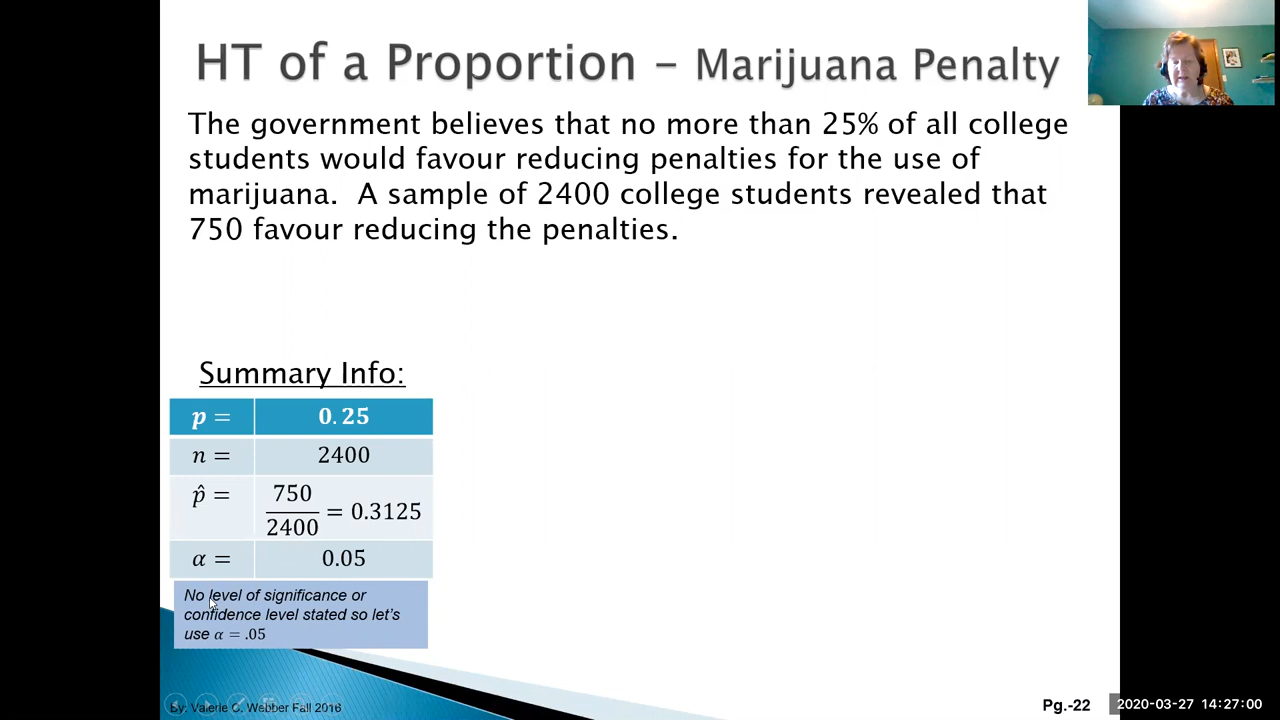 HT of a Proportion – Marijuana Penalty
The government believes that no more than 25% of all college
students would favour reducing penalties for the use of
marijuana. A sample of 2400 college students revealed that
750 favour reducing the penalties.
Summary Info:
p = 0.25
n = 2400
p̂ = 750/2400 = 0.3125
α = 0.05
No level of significance or
confidence level stated so let's
use α = .05
By: Valerie C. Webber Fall 2016
Pg.-22
2020-03-27 14:27:00